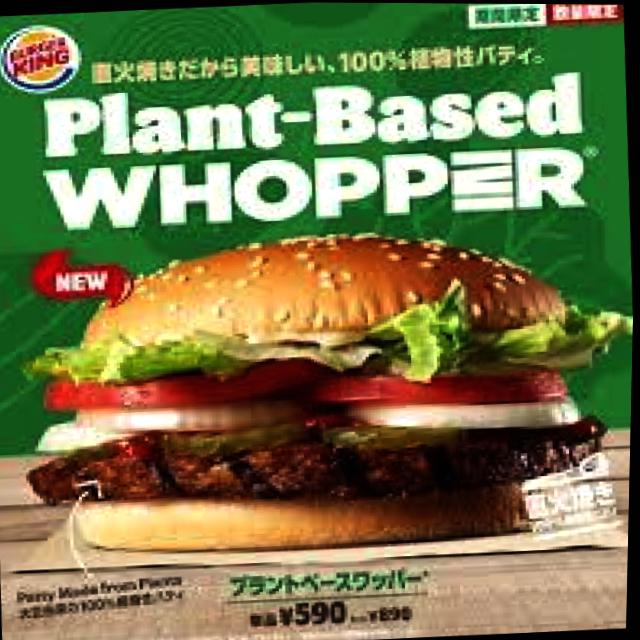 期間限定 数量限定
BURGER KING
直火焼きだから美味しい、100%植物性パティ。
Plant-Based
WHOPPER®
NEW
直火焼き
Patty Made from Plants
大豆由来の100%植物性パティ
プラントベースワッパー*
単品¥590